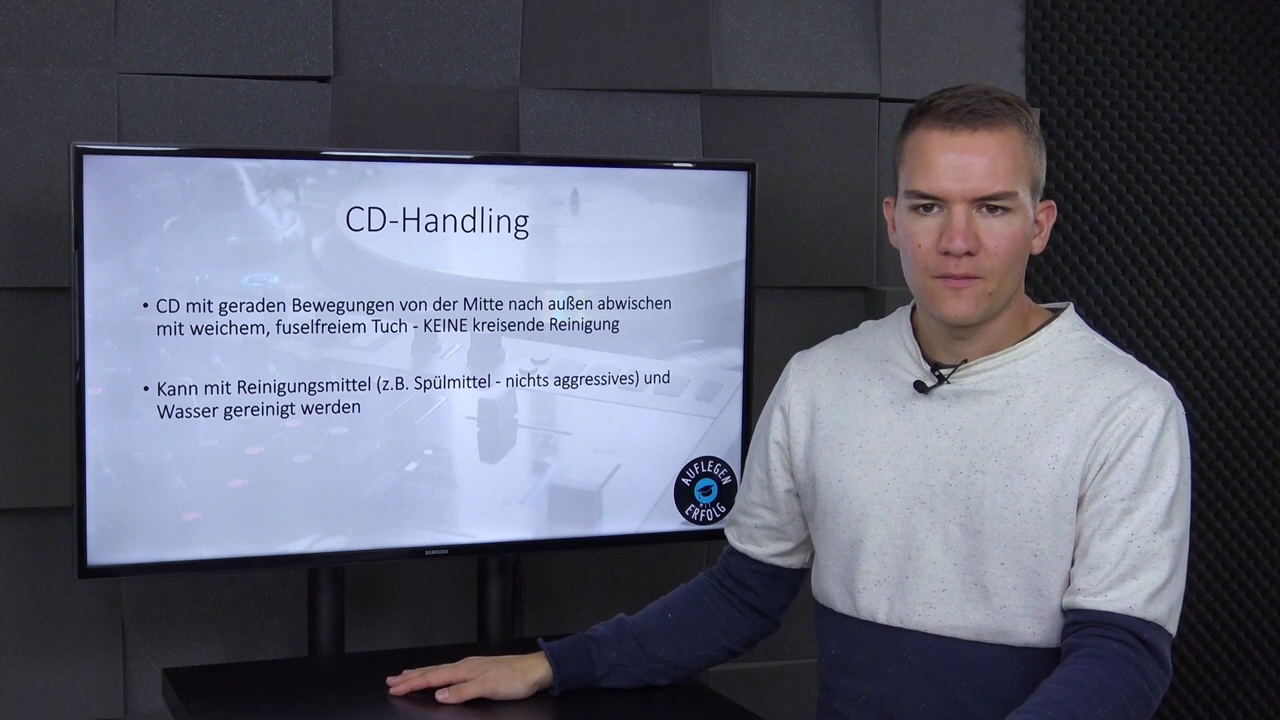 CD-Handling
• CD mit geraden Bewegungen von der Mitte nach außen abwischen
mit weichem, fuselfreiem Tuch - KEINE kreisende Reinigung
• Kann mit Reinigungsmittel (z.B. Spülmittel - nichts aggressives) und
Wasser gereinigt werden
AUFLEGEN
MIT
ERFOLG
SAMSUNG